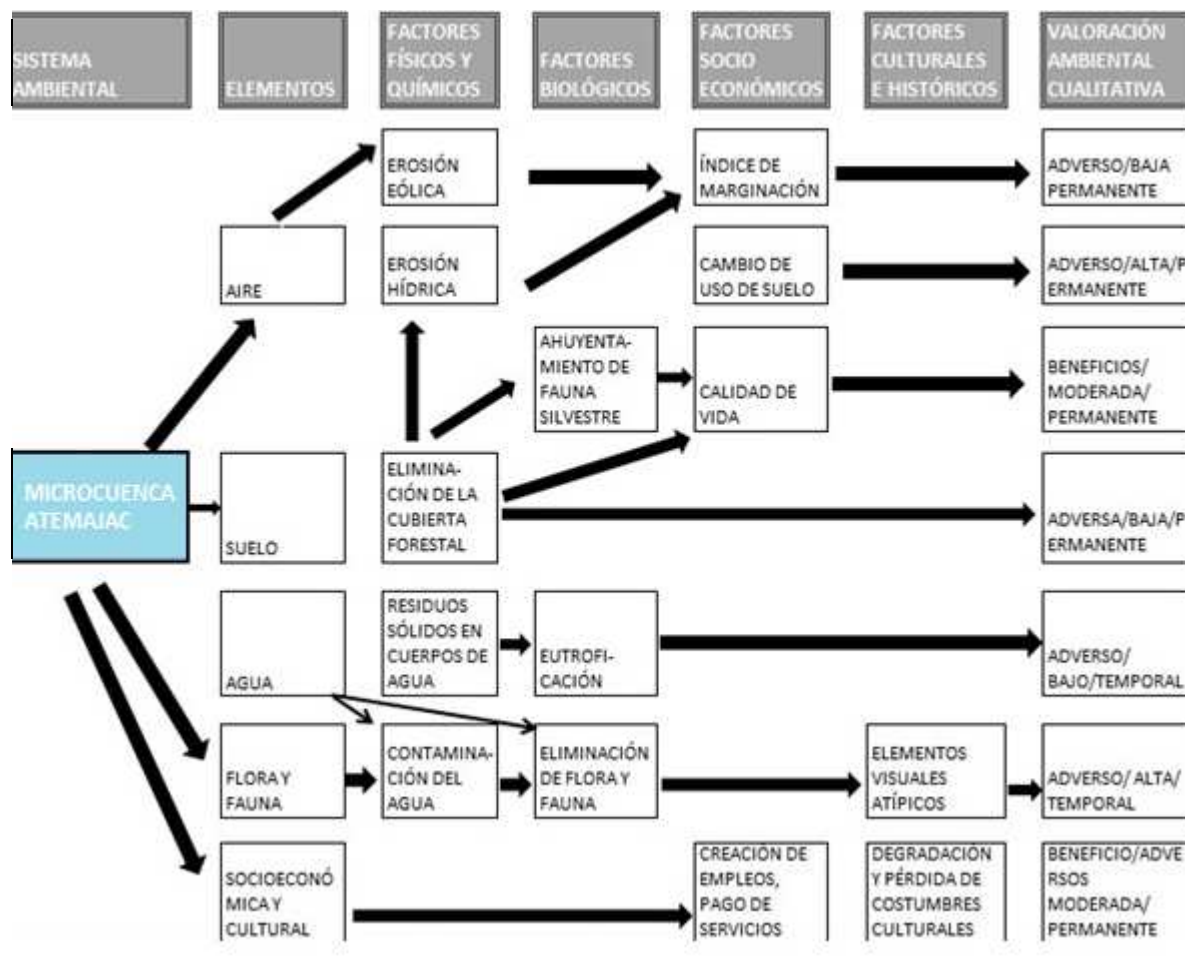 SISTEMA
AMBIENTAL
ELEMENTOS
FACTORES
FÍSICOS Y
QUÍMICOS
FACTORES
BIOLÓGICOS
FACTORES
SOCIO
ECONÓMICOS
FACTORES
CULTURALES
E HISTÓRICOS
VALORACIÓN
AMBIENTAL
CUALITATIVA
EROSIÓN
EÓLICA
ÍNDICE DE
MARGINACIÓN
ADVERSO/BAJA
PERMANENTE
AIRE
EROSIÓN
HÍDRICA
CAMBIO DE
USO DE SUELO
ADVERSO/ALTA/P
ERMANENTE
AHUYENTA-
MIENTO DE
FAUNA
SILVESTRE
CALIDAD DE
VIDA
BENEFICIOS/
MODERADA/
PERMANENTE
MICROCUENCA
ATEMAJAC
SUELO
ELIMINA-
CIÓN DE LA
CUBIERTA
FORESTAL
ADVERSA/BAJA/P
ERMANENTE
AGUA
RESIDUOS
SÓLIDOS EN
CUERPOS DE
AGUA
EUTROFI-
CACIÓN
ADVERSO/
BAJO/TEMPORAL
FLORA Y
FAUNA
CONTAMINA-
CIÓN DEL
AGUA
ELIMINACIÓN
DE FLORA Y
FAUNA
ELEMENTOS
VISUALES
ATÍPICOS
ADVERSO/ ALTA/
TEMPORAL
SOCIOECONÓ
MICA Y
CULTURAL
CREACIÓN DE
EMPLEOS,
PAGO DE
SERVICIOS
DEGRADACIÓN
Y PÉRDIDA DE
COSTUMBRES
CULTURALES
BENEFICIO/ADVE
RSOS
MODERADA/
PERMANENTE